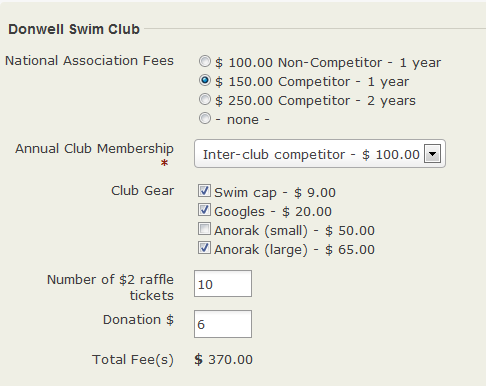 Donwell Swim Club
National Association Fees
$ 100.00 Non-Competitor - 1 year
$ 150.00 Competitor - 1 year
$ 250.00 Competitor - 2 years
- none -
Annual Club Membership
*
Inter-club competitor - $ 100.00
Club Gear
Swim cap - $ 9.00
Googles - $ 20.00
Anorak (small) - $ 50.00
Anorak (large) - $ 65.00
Number of $2 raffle
tickets
10
Donation $
6
Total Fee(s)
$ 370.00